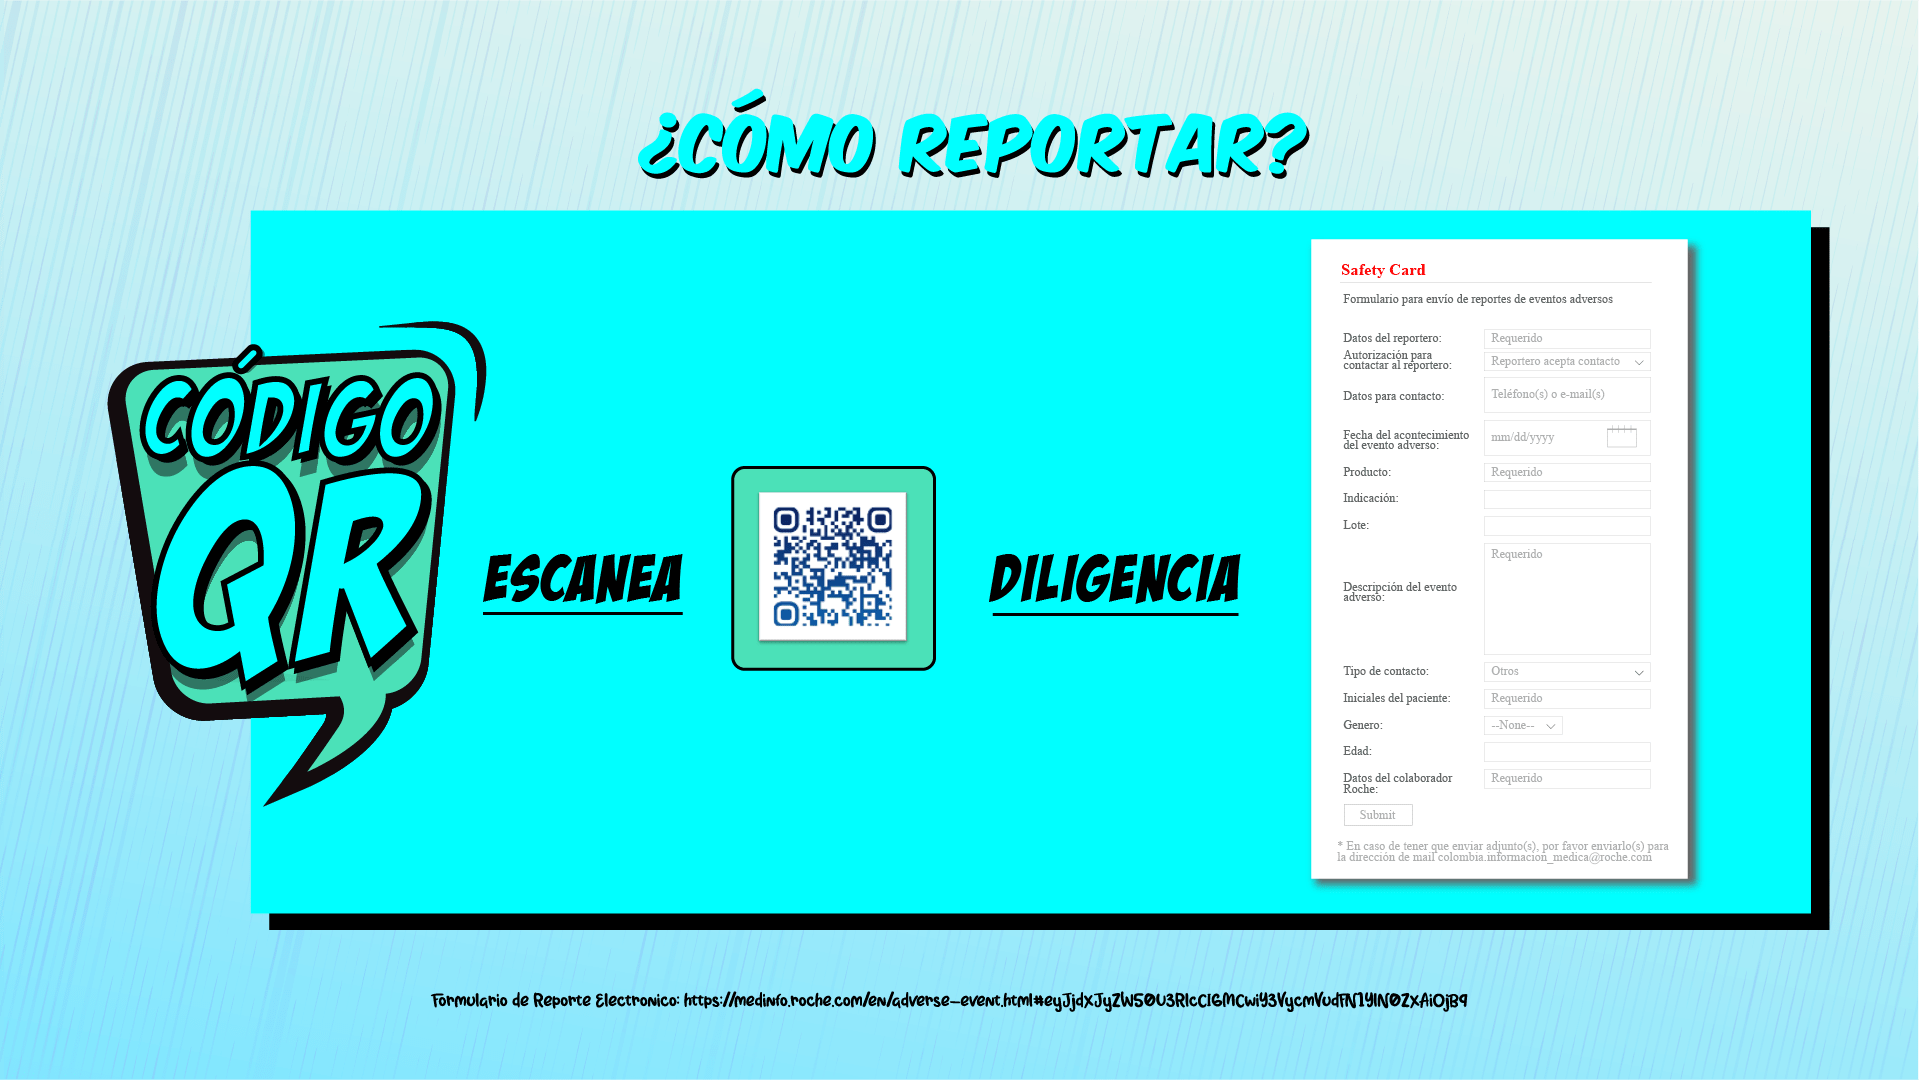 ¿CÓMO REPORTAR?
CÓDIGO
QR
ESCANEA
DILIGENCIA
Safety Card
Formulario para envío de reportes de eventos adversos
Datos del reportero: Requerido
Autorización para
contactar al reportero: Reportero acepta contacto
Datos para contacto: Teléfono(s) o e-mail(s)
Fecha del acontecimiento
del evento adverso: mm/dd/yyyy
Producto: Requerido
Indicación:
Lote:
Requerido
Descripción del evento
adverso:
Tipo de contacto: Otros
Iniciales del paciente: Requerido
Genero: --None--
Edad:
Datos del colaborador
Roche: Requerido
Submit
* En caso de tener que enviar adjunto(s), por favor enviarlo(s) para
la dirección de mail colombia.informacion_medica@roche.com
Formulario de Reporte Electronico: https://medinfo.roche.com/en/adverse-event.html#eyJjdXJyZW50U3RlcCI6MCwiY3VycmVudFN1YlN0ZXAiOjB9